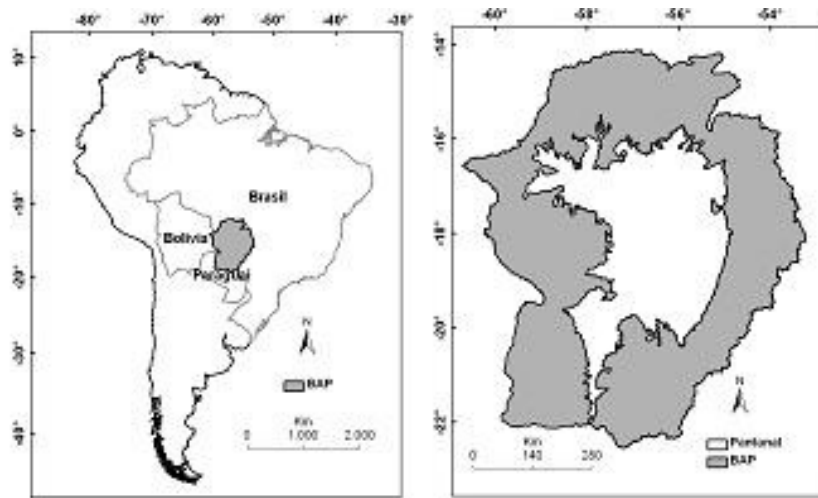 -80° -70° -60° -50° -40° -30°
10°
0°
-10°
-20°
-30°
-40°
Brasil
Bolívia
Paraguai
N
BAP
Km
0 1.000 2.000
-60° -58° -56° -54°
-14°
-16°
-18°
-20°
-22°
N
Km
0 140 280
Pantanal
BAP